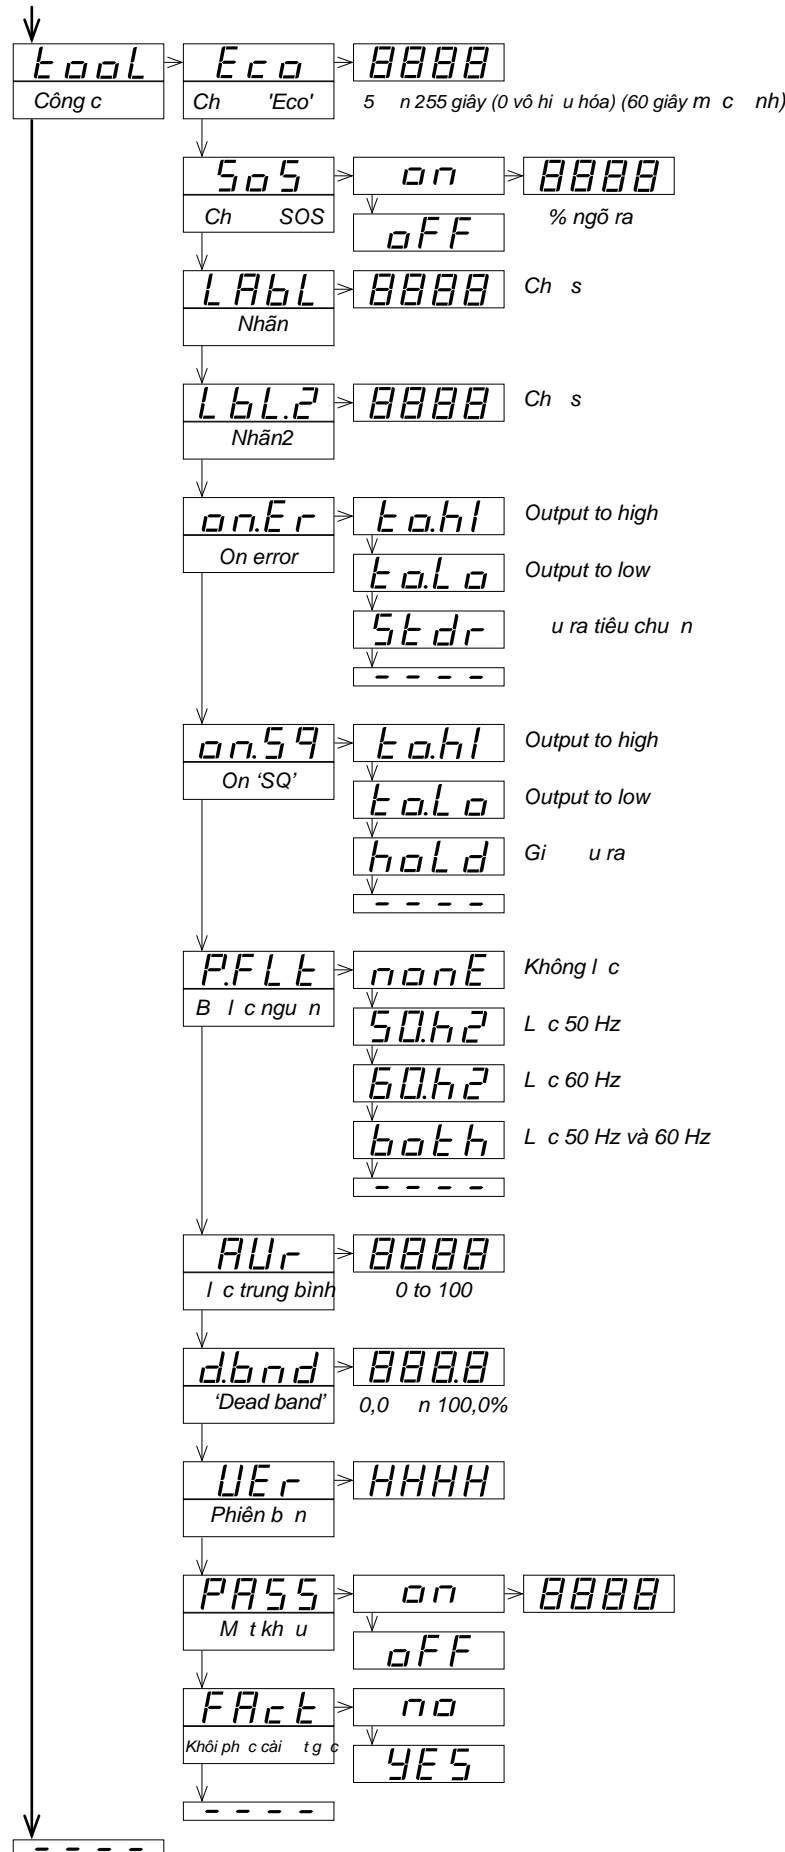 tooL Eco 8888
Công c Ch 'Eco' 5 n 255 giây (0 vô hi u hóa) (60 giây m c nh)
SoS on 8888
Ch SOS % ngõ ra
oFF
LAbL 8888 Ch s
Nhãn
LbL.2 8888 Ch s
Nhãn2
on.Er to.hI Output to high
On error
to.Lo Output to low
Stdr u ra tiêu chu n
- - - -
on.Sq to.hI Output to high
On ‘SQ’
to.Lo Output to low
hoLd Gi u ra
- - - -
P.FLt nonE Không l c
B l c ngu n
50.h2 L c 50 Hz
60.h2 L c 60 Hz
both L c 50 Hz và 60 Hz
- - - -
AUr 8888
l c trung bình 0 to 100
d.bnd 888.8
‘Dead band’ 0,0 n 100,0%
UEr HHHH
Phiên b n
PASS on 8888
M t kh u
oFF
FAct no
Khôi ph c cài t g c
YES
- - - -
- - - -